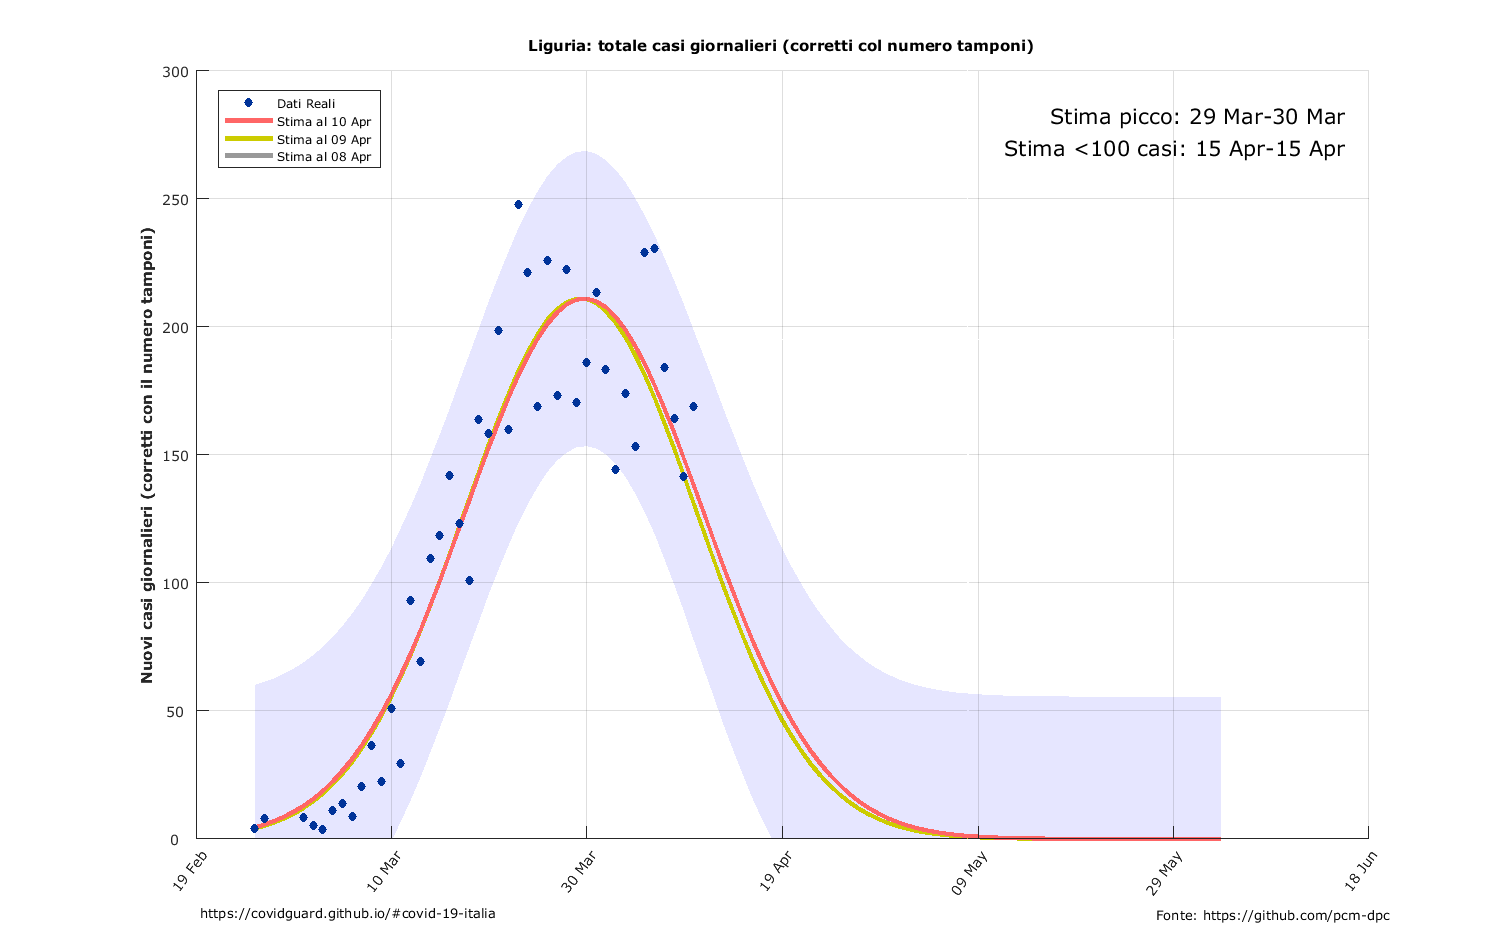 Liguria: totale casi giornalieri (corretti col numero tamponi)
300
250
200
150
100
50
0
Nuovi casi giornalieri (corretti con il numero tamponi)
Dati Reali
Stima al 10 Apr
Stima al 09 Apr
Stima al 08 Apr
Stima picco: 29 Mar-30 Mar
Stima <100 casi: 15 Apr-15 Apr
19 Feb
10 Mar
30 Mar
19 Apr
09 May
29 May
18 Jun
https://covidguard.github.io/#covid-19-italia
Fonte: https://github.com/pcm-dpc